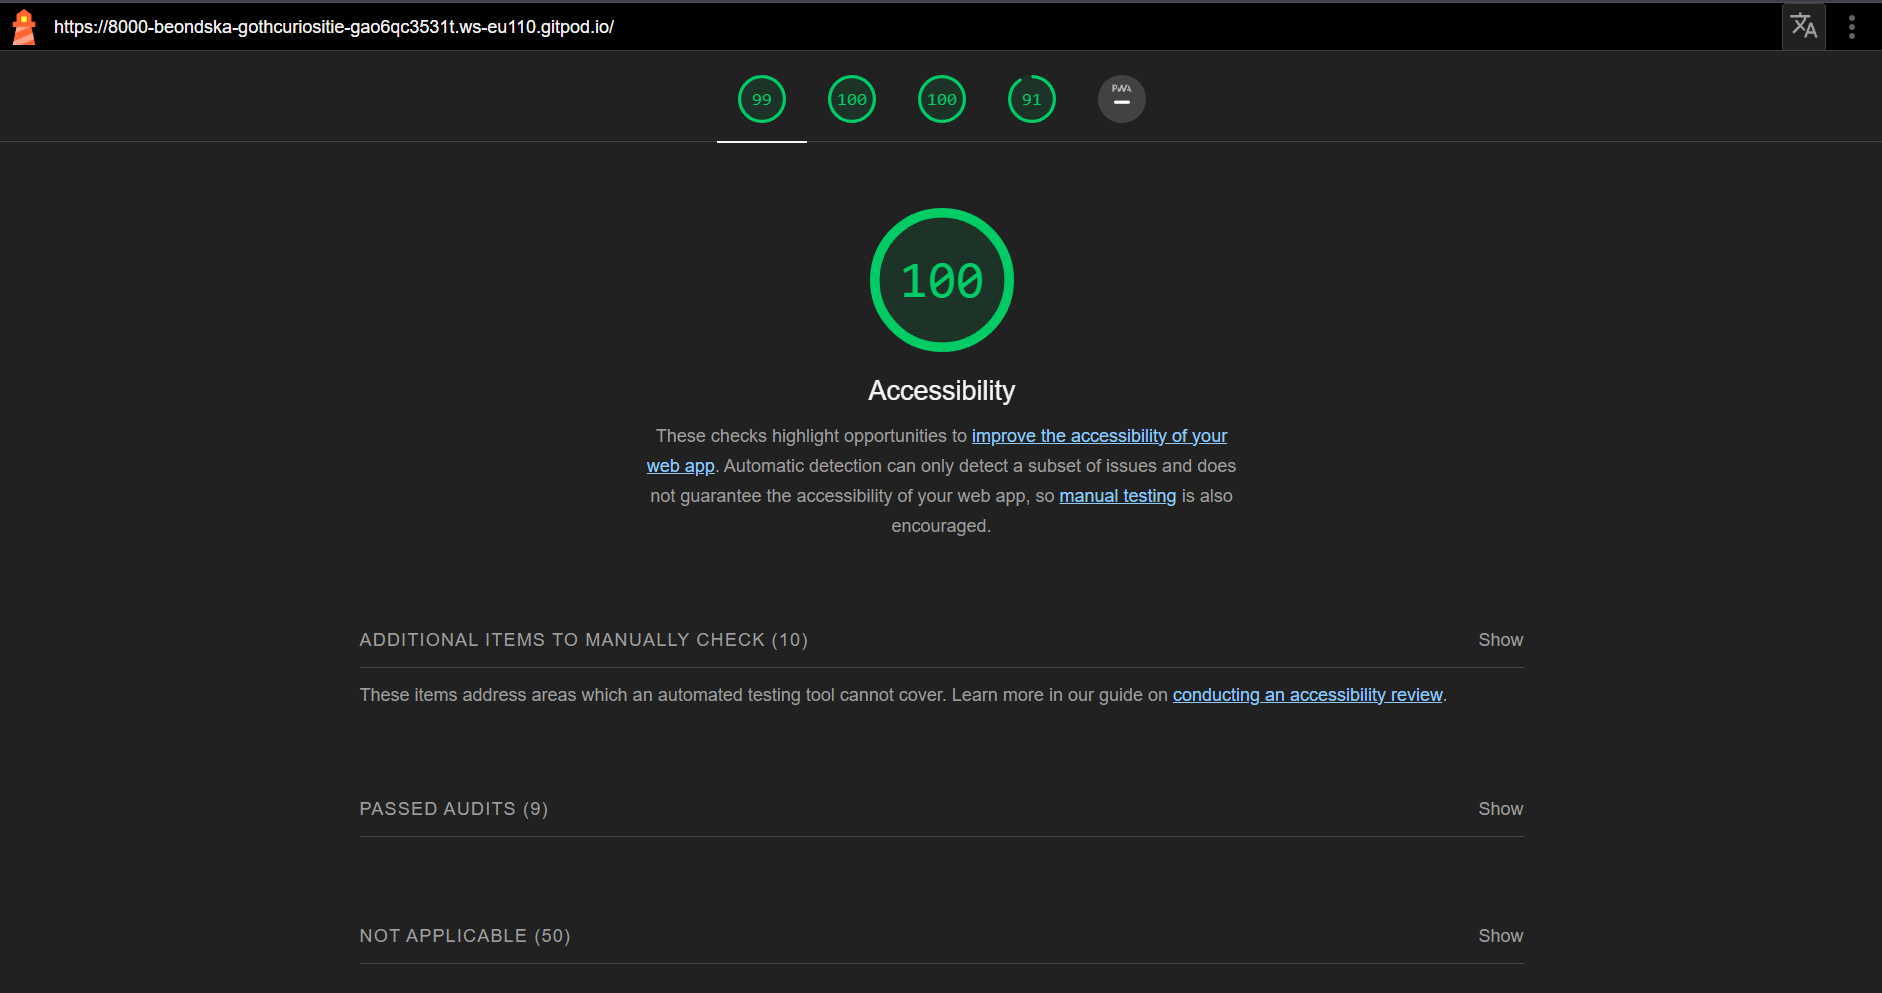 https://8000-beondska-gothcuriositie-gao6qc3531t.ws-eu110.gitpod.io/
99
100
100
91
PWA
100
Accessibility
These checks highlight opportunities to improve the accessibility of your
web app. Automatic detection can only detect a subset of issues and does
not guarantee the accessibility of your web app, so manual testing is also
encouraged.
ADDITIONAL ITEMS TO MANUALLY CHECK (10)
Show
These items address areas which an automated testing tool cannot cover. Learn more in our guide on conducting an accessibility review.
PASSED AUDITS (9)
Show
NOT APPLICABLE (50)
Show